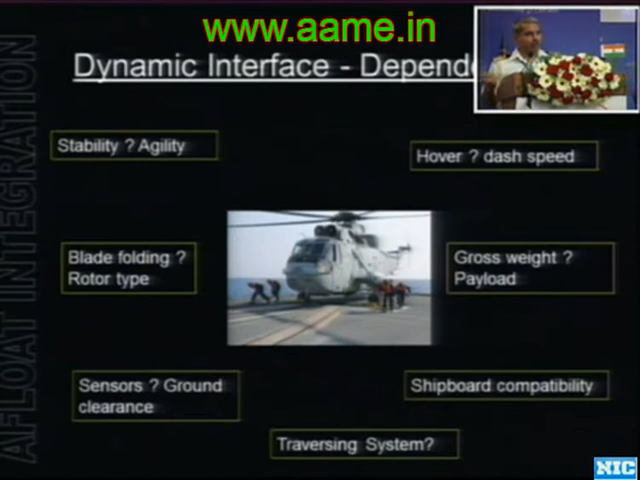 www.aame.in
Dynamic Interface -
Stability ? Agility
Hover ? dash speed
Blade folding ?
Rotor type
Gross weight ?
Payload
Sensors ? Ground
clearance
Shipboard compatibility
Traversing System?
AFLOAT INTEGRATION
NIC